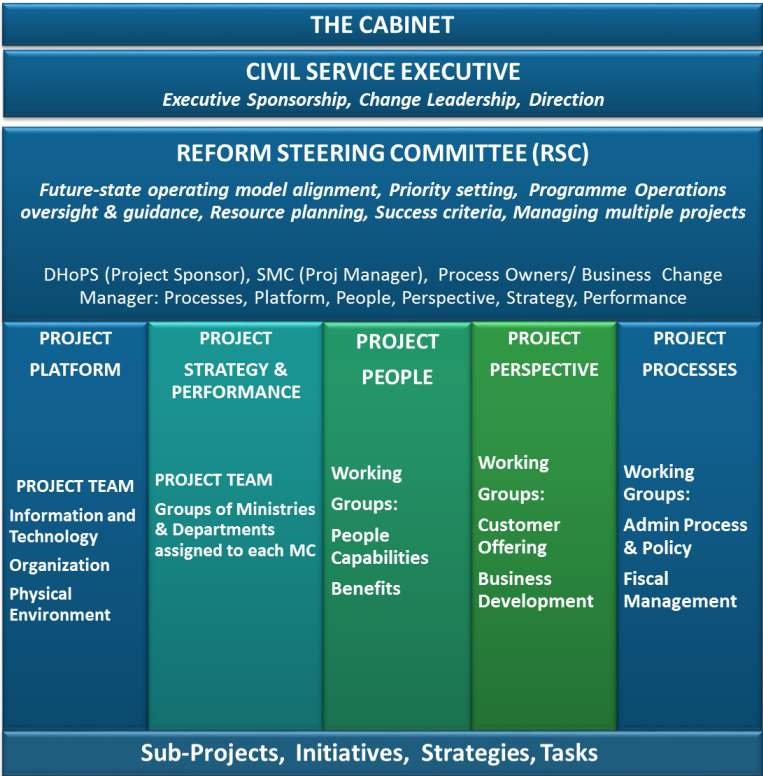 THE CABINET
CIVIL SERVICE EXECUTIVE
Executive Sponsorship, Change Leadership, Direction
REFORM STEERING COMMITTEE (RSC)
Future-state operating model alignment, Priority setting, Programme Operations
oversight & guidance, Resource planning, Success criteria, Managing multiple projects
DHoPS (Project Sponsor), SMC (Proj Manager), Process Owners/ Business Change
Manager: Processes, Platform, People, Perspective, Strategy, Performance
PROJECT
PLATFORM
PROJECT TEAM
Information and
Technology
Organization
Physical
Environment
PROJECT
STRATEGY &
PERFORMANCE
PROJECT TEAM
Groups of Ministries
& Departments
assigned to each MC
PROJECT
PEOPLE
Working
Groups:
People
Capabilities
Benefits
PROJECT
PERSPECTIVE
Working
Groups:
Customer
Offering
Business
Development
PROJECT
PROCESSES
Working
Groups:
Admin Process
& Policy
Fiscal
Management
Sub-Projects, Initiatives, Strategies, Tasks